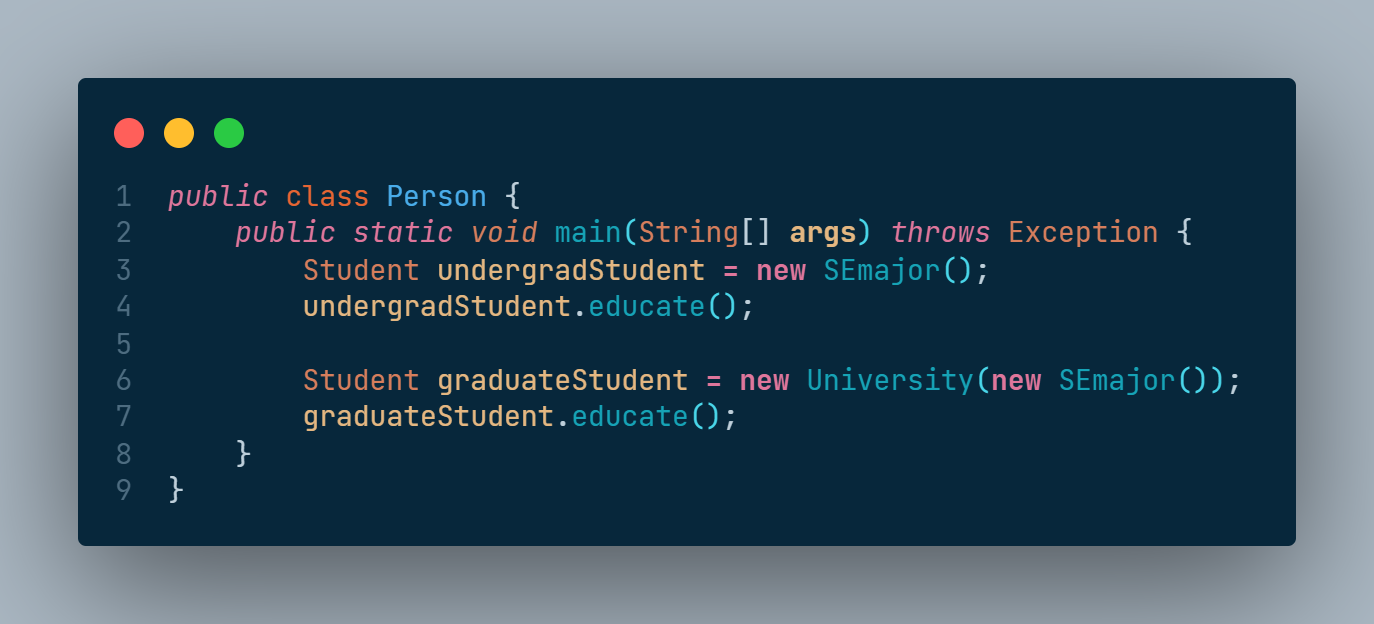 1 public class Person {
2     public static void main(String[] args) throws Exception {
3         Student undergradStudent = new SEmajor();
4         undergradStudent.educate();
5
6         Student graduateStudent = new University(new SEmajor());
7         graduateStudent.educate();
8     }
9 }